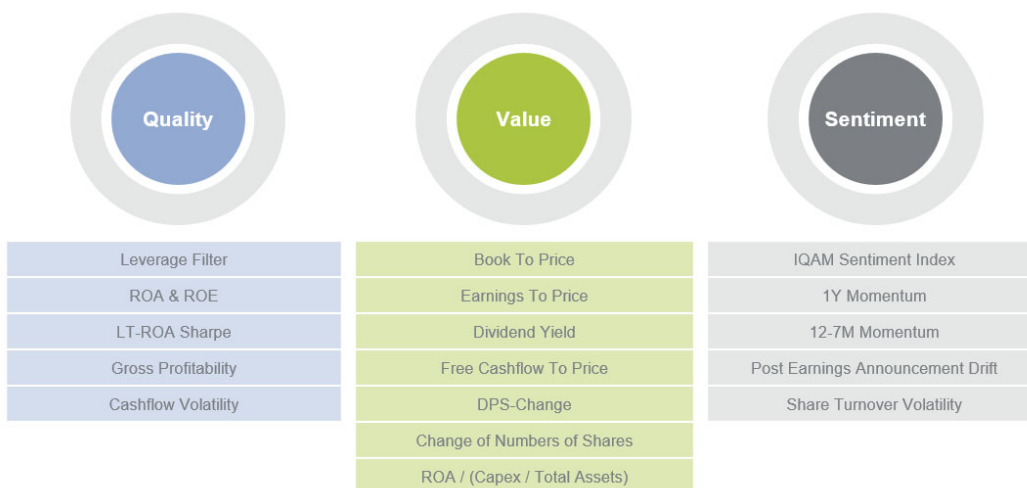 Quality
Value
Sentiment
Leverage Filter
ROA & ROE
LT-ROA Sharpe
Gross Profitability
Cashflow Volatility
Book To Price
Earnings To Price
Dividend Yield
Free Cashflow To Price
DPS-Change
Change of Numbers of Shares
ROA / (Capex / Total Assets)
IQAM Sentiment Index
1Y Momentum
12-7M Momentum
Post Earnings Announcement Drift
Share Turnover Volatility